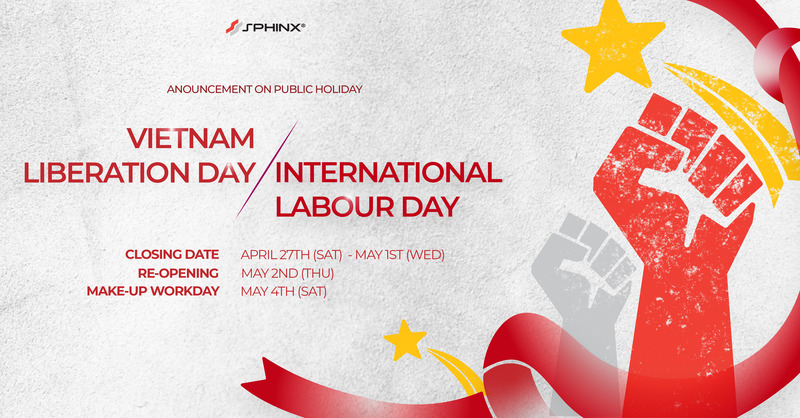 SPHINX®
ANOUNCEMENT ON PUBLIC HOLIDAY
VIETNAM
LIBERATION DAY
INTERNATIONAL
LABOUR DAY
CLOSING DATE APRIL 27TH (SAT) - MAY 1ST (WED)
RE-OPENING MAY 2ND (THU)
MAKE-UP WORKDAY MAY 4TH (SAT)